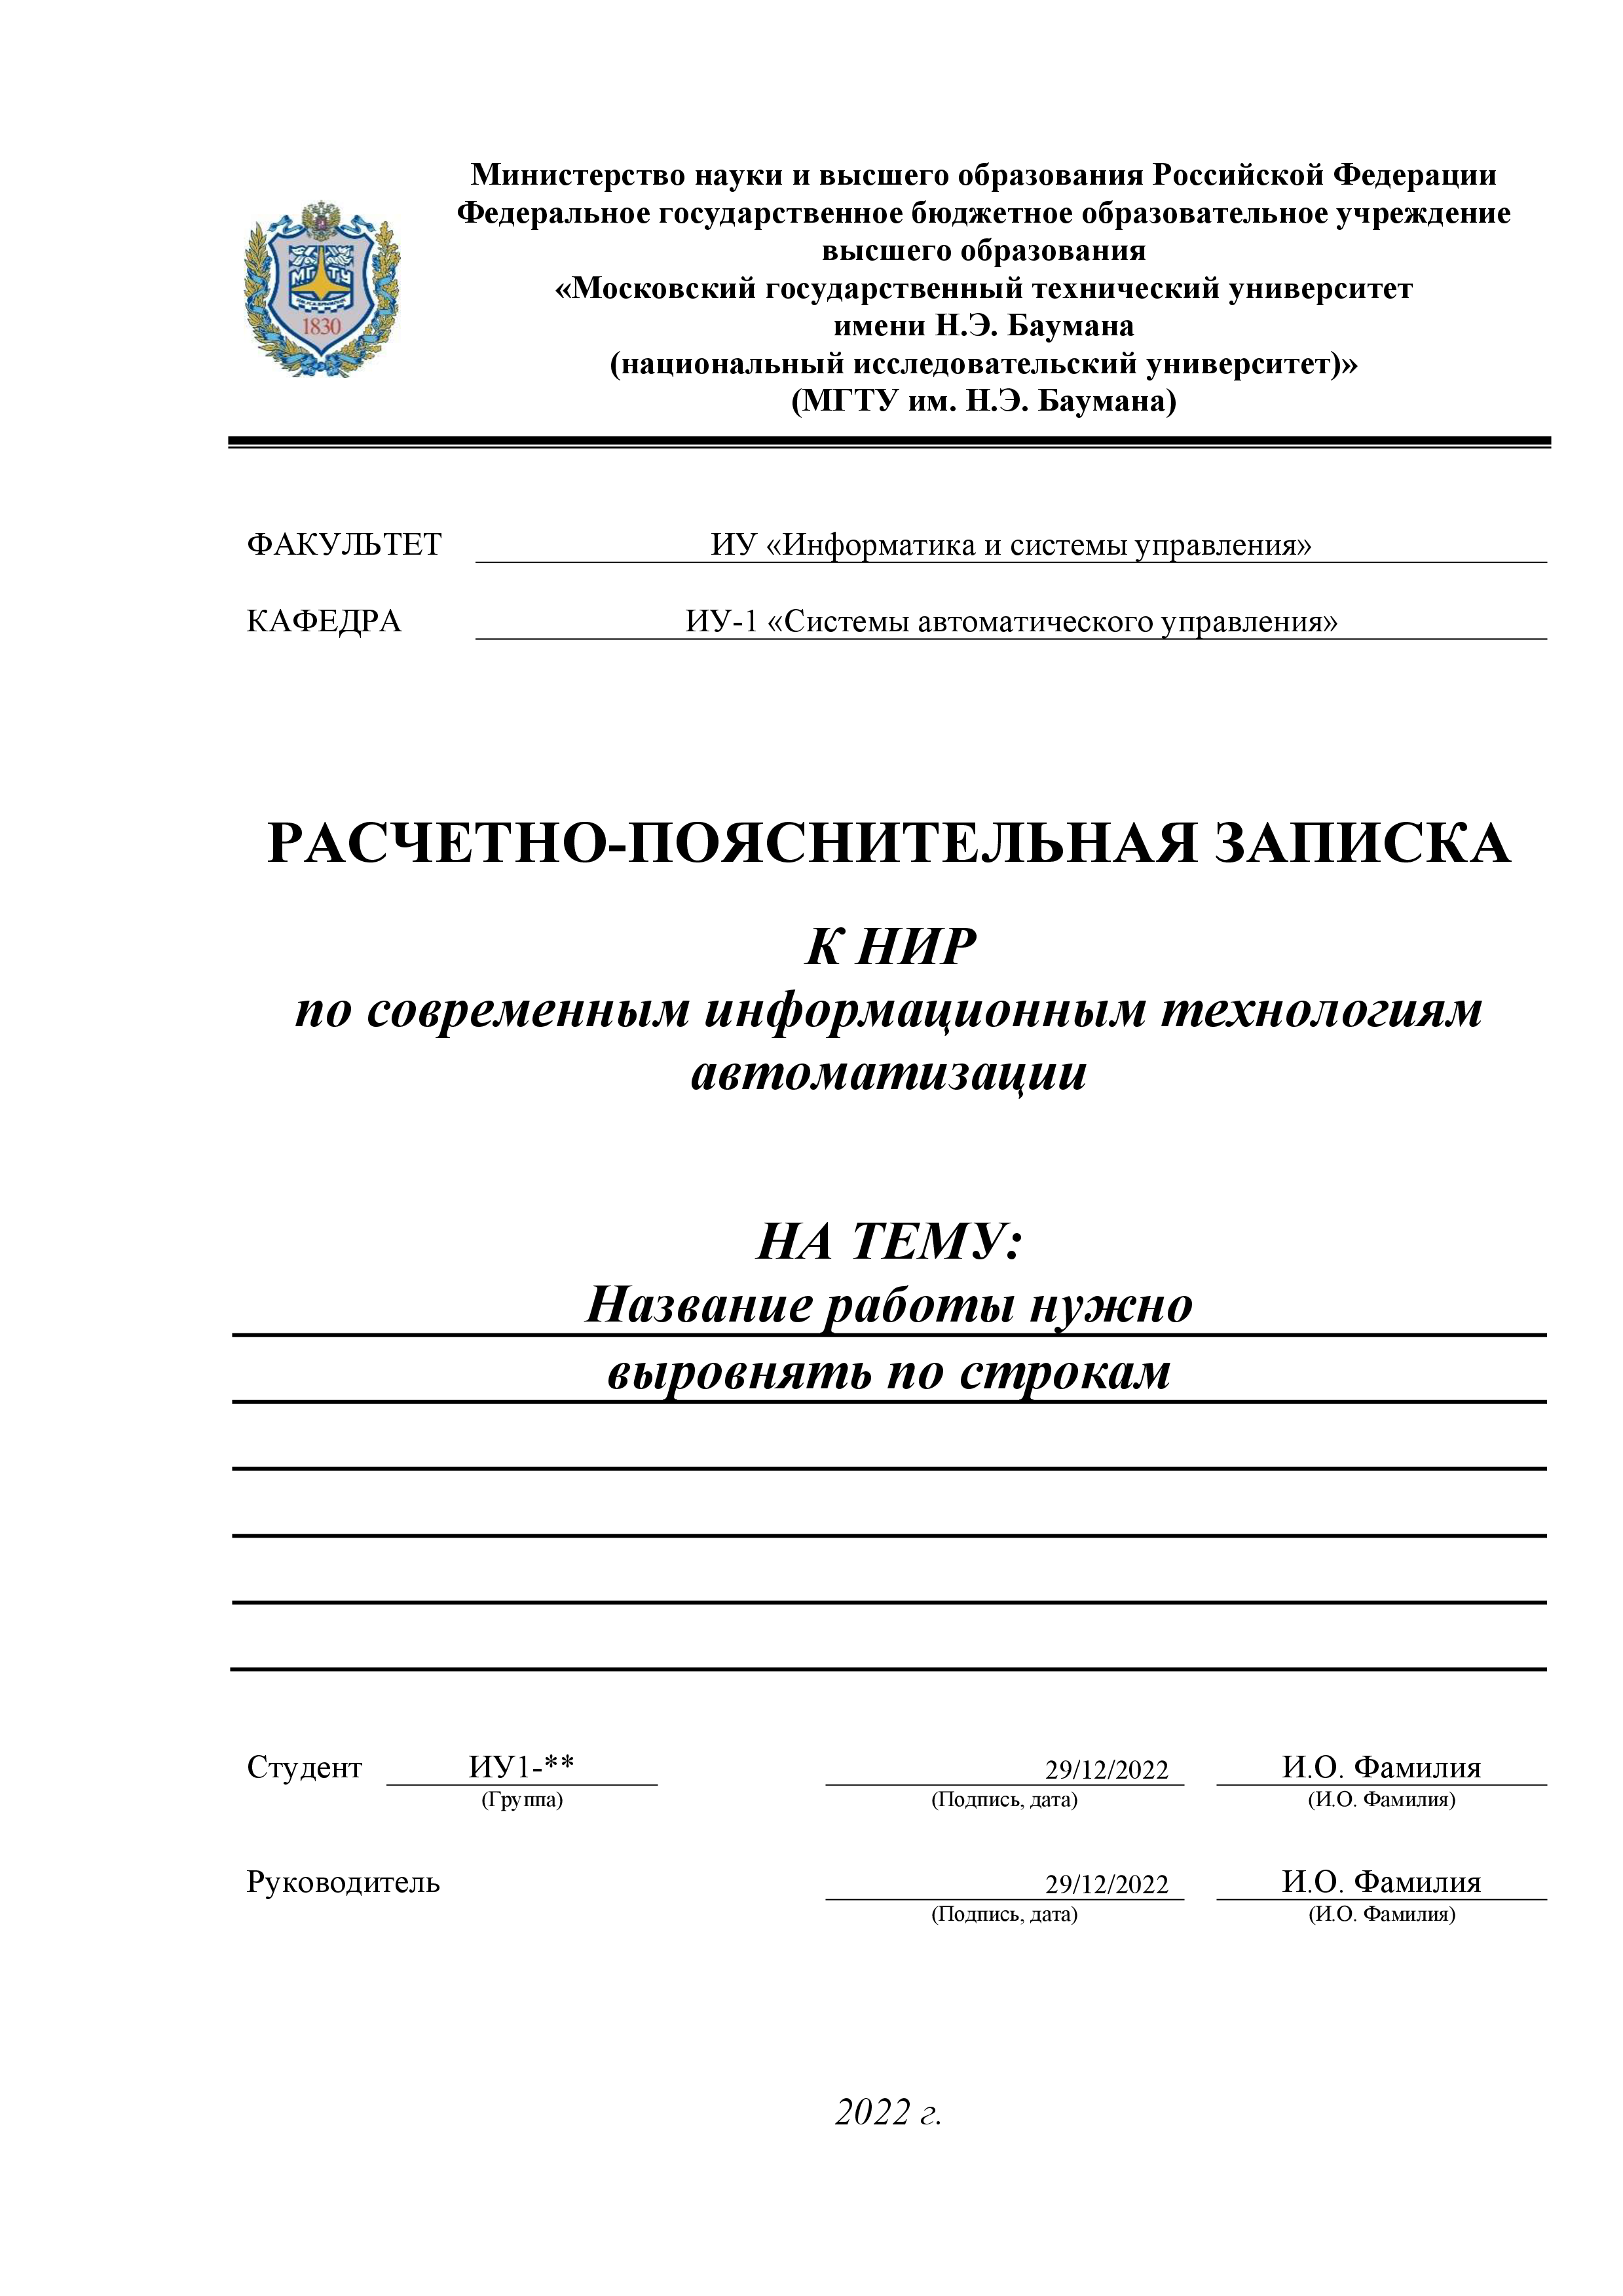 Министерство науки и высшего образования Российской Федерации
Федеральное государственное бюджетное образовательное учреждение
высшего образования
«Московский государственный технический университет
имени Н.Э. Баумана
(национальный исследовательский университет)»
(МГТУ им. Н.Э. Баумана)
МГТУ
1830
ФАКУЛЬТЕТ ИУ «Информатика и системы управления»
КАФЕДРА ИУ-1 «Системы автоматического управления»
РАСЧЕТНО-ПОЯСНИТЕЛЬНАЯ ЗАПИСКА
К НИР
по современным информационным технологиям
автоматизации
НА ТЕМУ:
Название работы нужно
выровнять по строкам
Студент ИУ1-** 29/12/2022 И.О. Фамилия
(Группа) (Подпись, дата) (И.О. Фамилия)
Руководитель 29/12/2022 И.О. Фамилия
(Подпись, дата) (И.О. Фамилия)
2022 г.